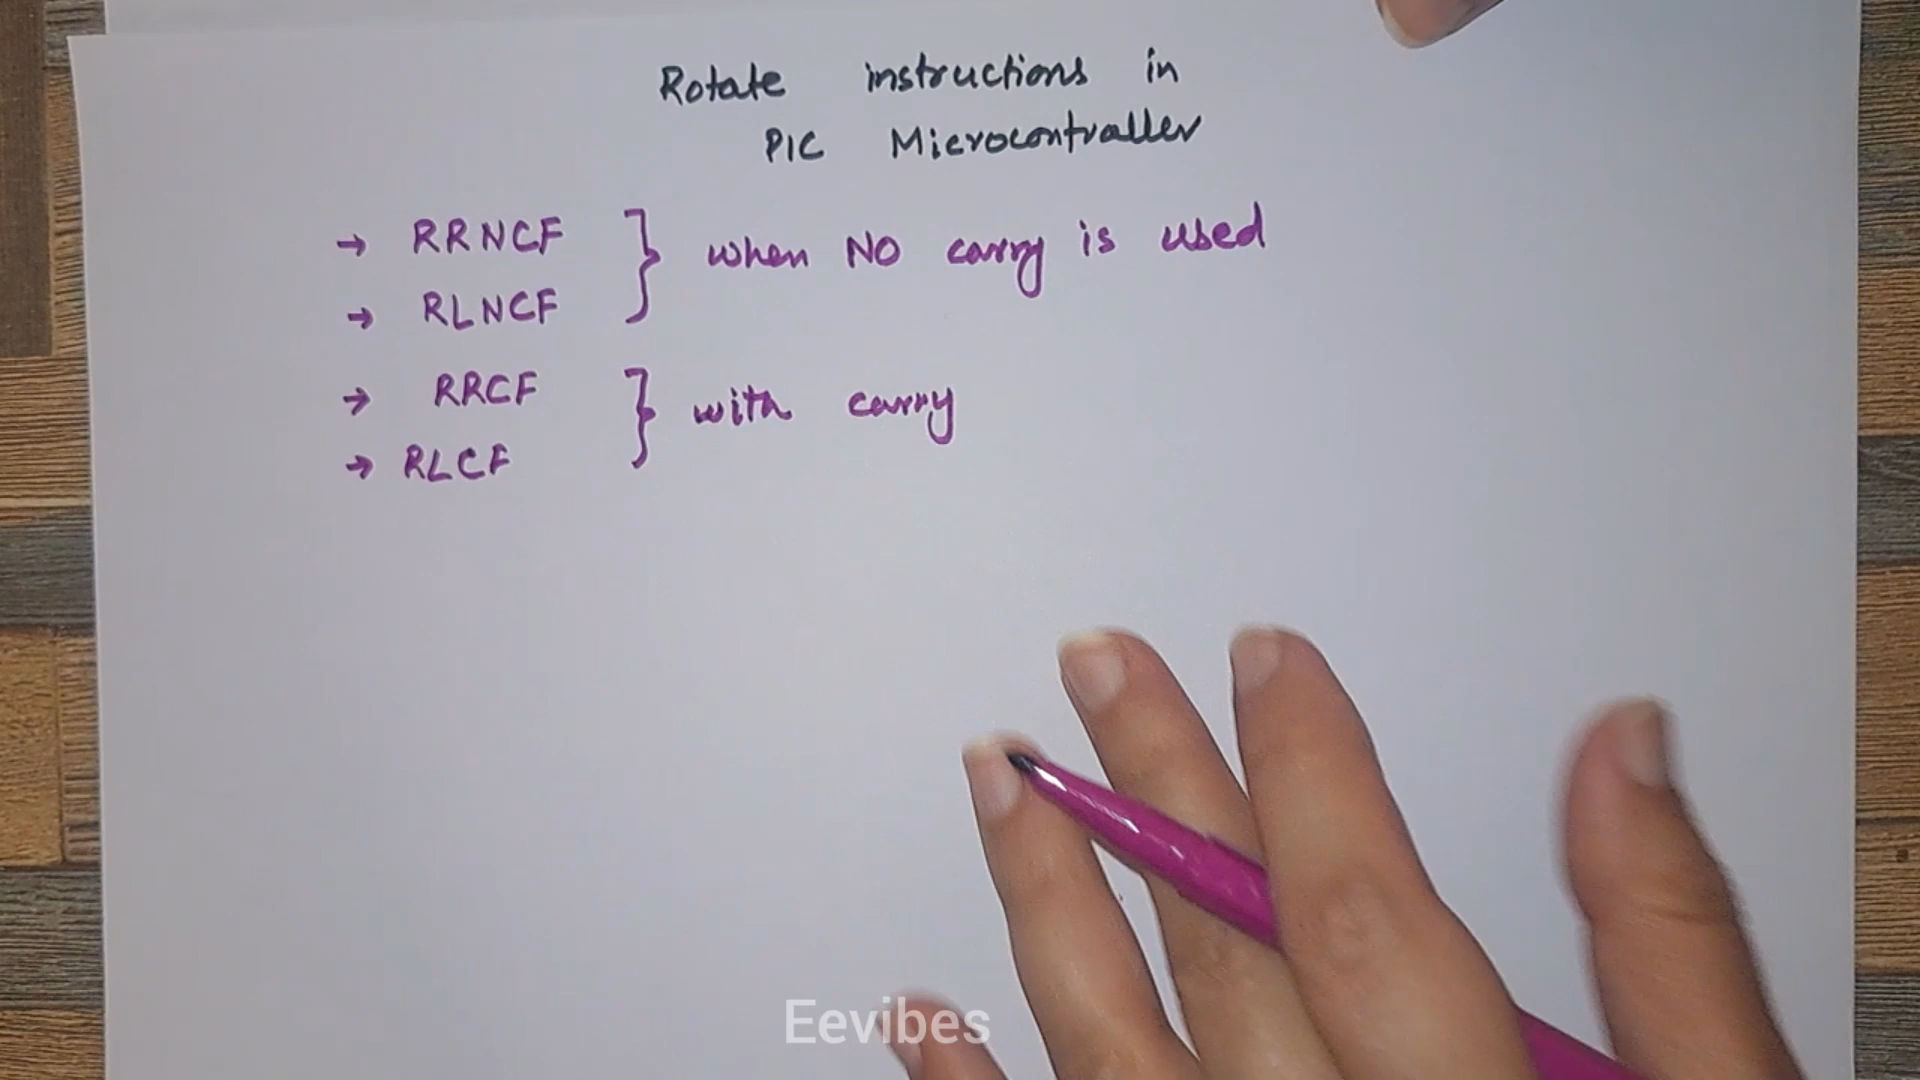 Rotate instructions in
PIC Microcontroller
→ RRNCF } when NO carry is used
→ RLNCF
→ RRCF } with carry
→ RLCF
Eevibes